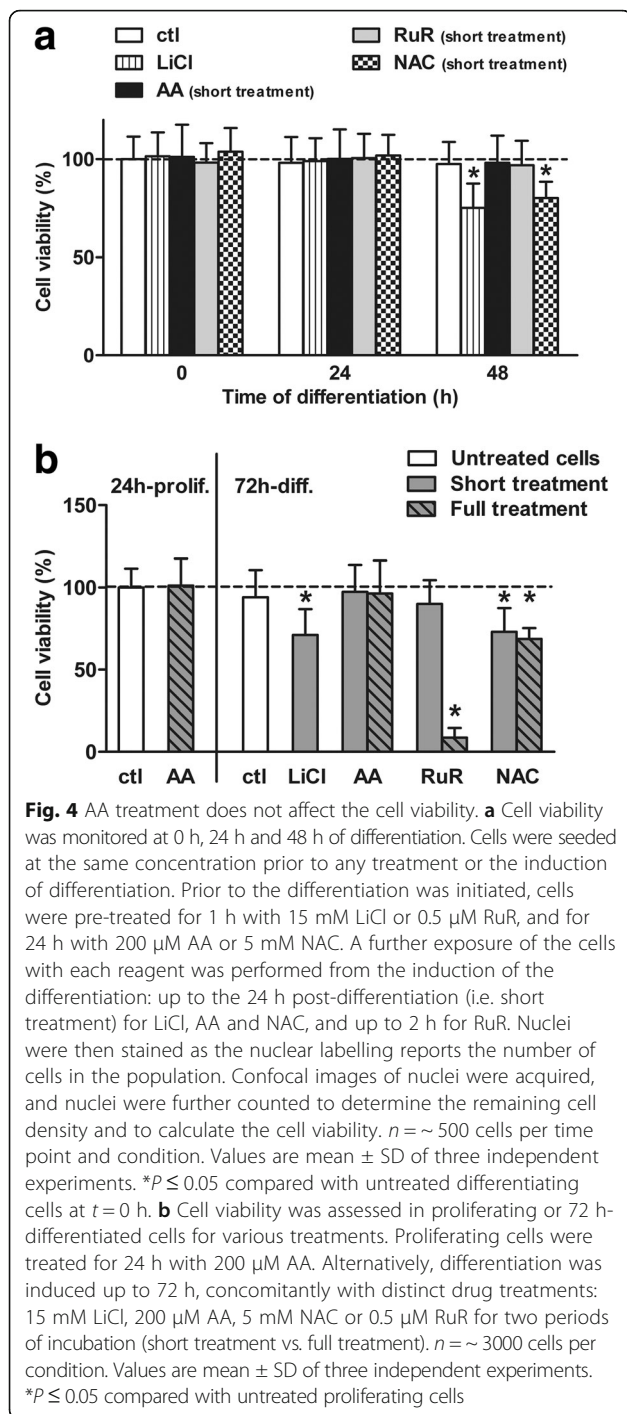 a
ctl
LiCl
AA (short treatment)
RuR (short treatment)
NAC (short treatment)
Cell viability (%)
100
50
0
* *
0 24 48
Time of differentiation (h)
b
24h-prolif. 72h-diff.
Untreated cells
Short treatment
Full treatment
Cell viability (%)
150
100
50
0
* * * *
ctl AA ctl LiCl AA RuR NAC
Fig. 4 AA treatment does not affect the cell viability. a Cell viability
was monitored at 0 h, 24 h and 48 h of differentiation. Cells were seeded
at the same concentration prior to any treatment or the induction
of differentiation. Prior to the differentiation was initiated, cells
were pre-treated for 1 h with 15 mM LiCl or 0.5 μM RuR, and for
24 h with 200 μM AA or 5 mM NAC. A further exposure of the cells
with each reagent was performed from the induction of the
differentiation: up to the 24 h post-differentiation (i.e. short
treatment) for LiCl, AA and NAC, and up to 2 h for RuR. Nuclei
were then stained as the nuclear labelling reports the number of
cells in the population. Confocal images of nuclei were acquired,
and nuclei were further counted to determine the remaining cell
density and to calculate the cell viability. n = ~ 500 cells per time
point and condition. Values are mean ± SD of three independent
experiments. *P ≤ 0.05 compared with untreated differentiating
cells at t = 0 h. b Cell viability was assessed in proliferating or 72 h-
differentiated cells for various treatments. Proliferating cells were
treated for 24 h with 200 μM AA. Alternatively, differentiation was
induced up to 72 h, concomitantly with distinct drug treatments:
15 mM LiCl, 200 μM AA, 5 mM NAC or 0.5 μM RuR for two periods
of incubation (short treatment vs. full treatment). n = ~ 3000 cells per
condition. Values are mean ± SD of three independent experiments.
*P ≤ 0.05 compared with untreated proliferating cells